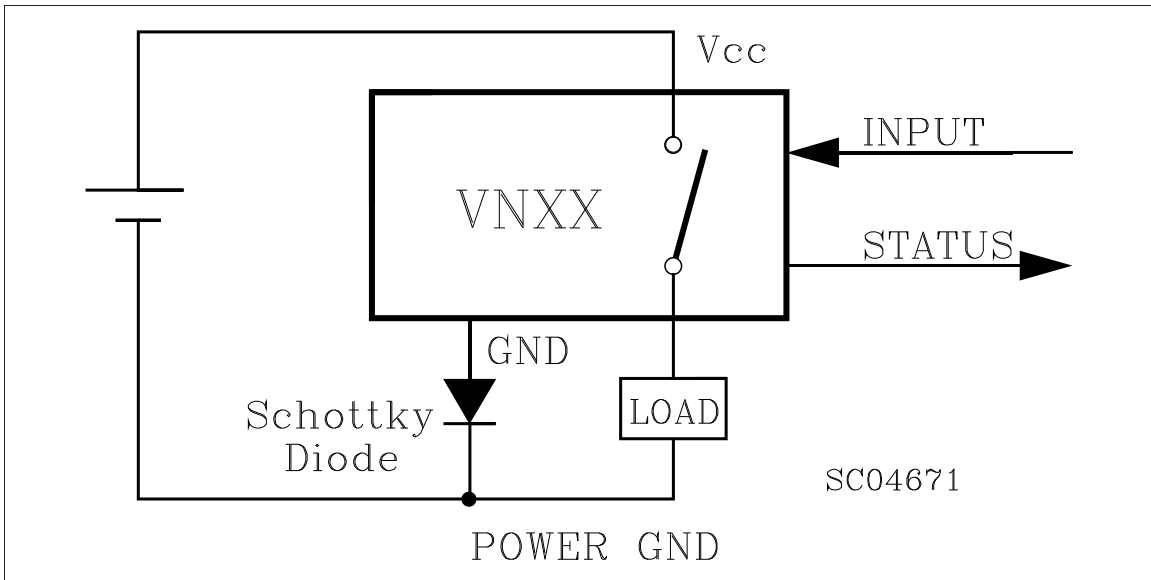 Vcc
INPUT
VNXX
STATUS
GND
Schottky
Diode
LOAD
SC04671
POWER GND